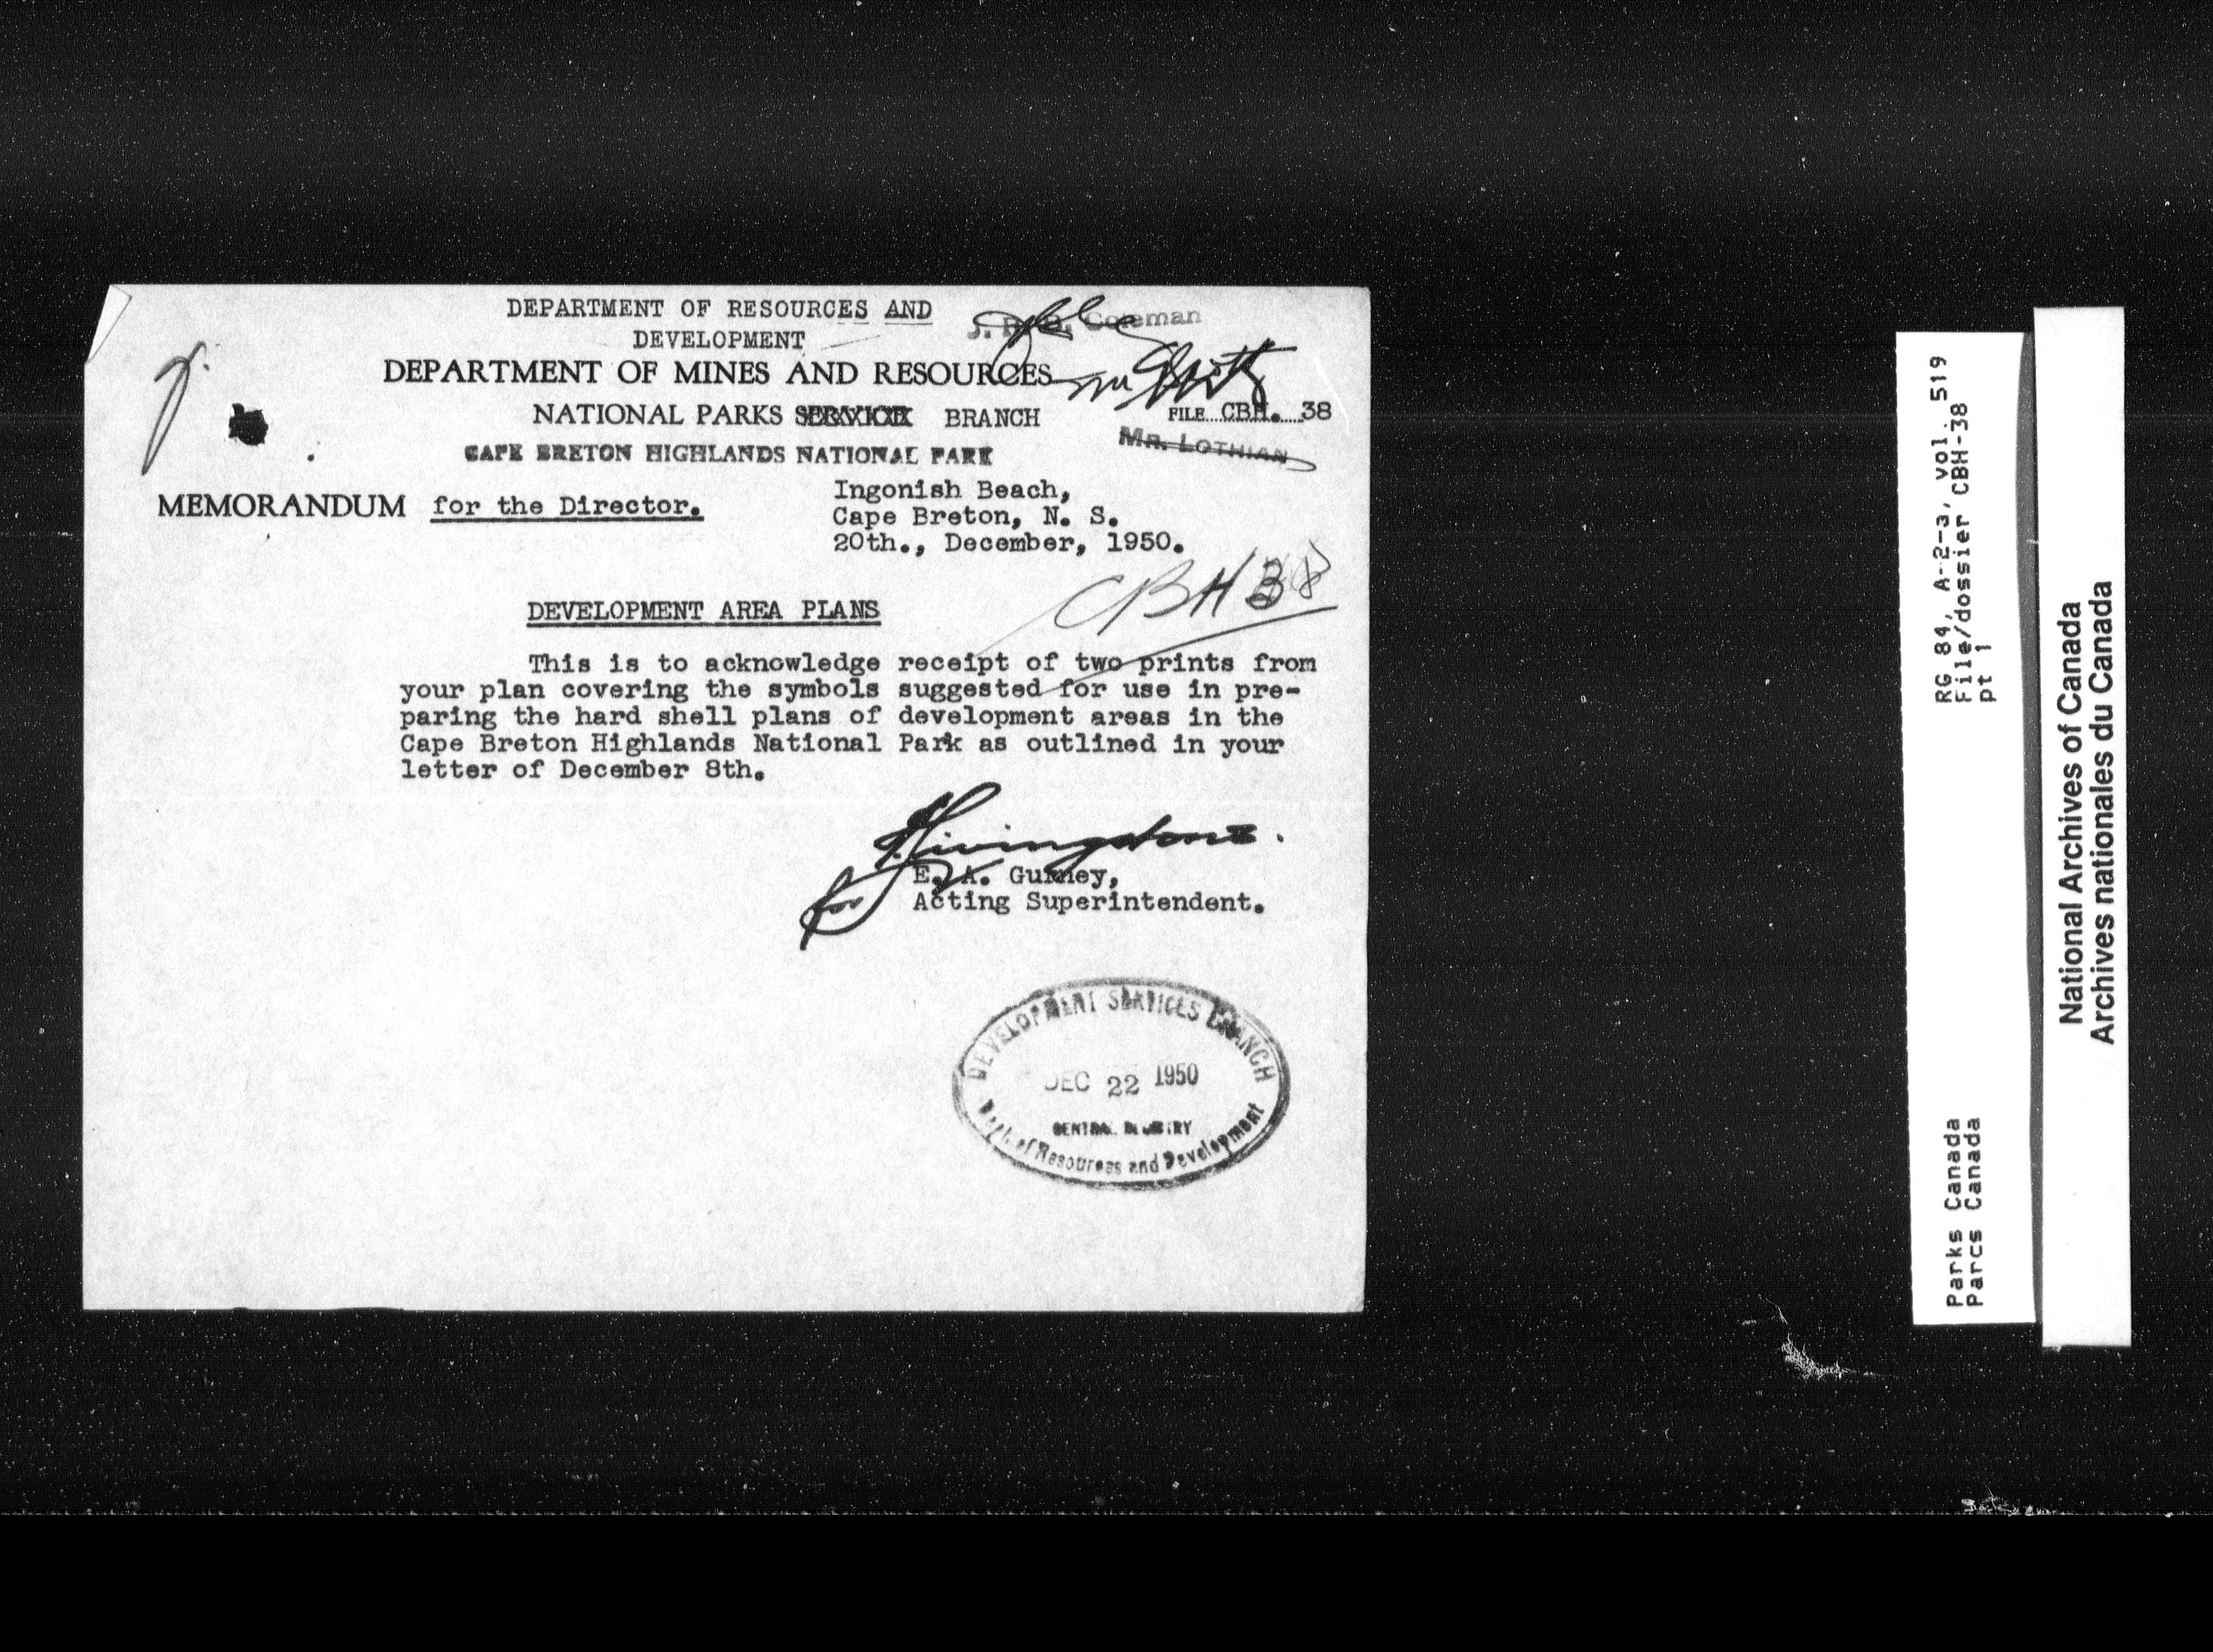 DEPARTMENT OF RESOURCES AND
DEVELOPMENT
J. R. B. Coleman
DEPARTMENT OF MINES AND RESOURCES
NATIONAL PARKS BRANCH
FILE CBH. 38
CAPE BRETON HIGHLANDS NATIONAL PARK
MR. LOTHIAN
MEMORANDUM for the Director.
Ingonish Beach,
Cape Breton, N. S.
20th., December, 1950.
CBH 38
DEVELOPMENT AREA PLANS
This is to acknowledge receipt of two prints from
your plan covering the symbols suggested for use in pre-
paring the hard shell plans of development areas in the
Cape Breton Highlands National Park as outlined in your
letter of December 8th.
Livingstone.
E. A. Gurney,
for Acting Superintendent.
DEVELOPMENT SERVICES BRANCH
DEC 22 1950
CENTRAL REGISTRY
Dept. of Resources and Development
RG 84, A-2-a, vol. 519
File/dossier CBH-38
pt 1
Parks Canada
Parcs Canada
National Archives of Canada
Archives nationales du Canada